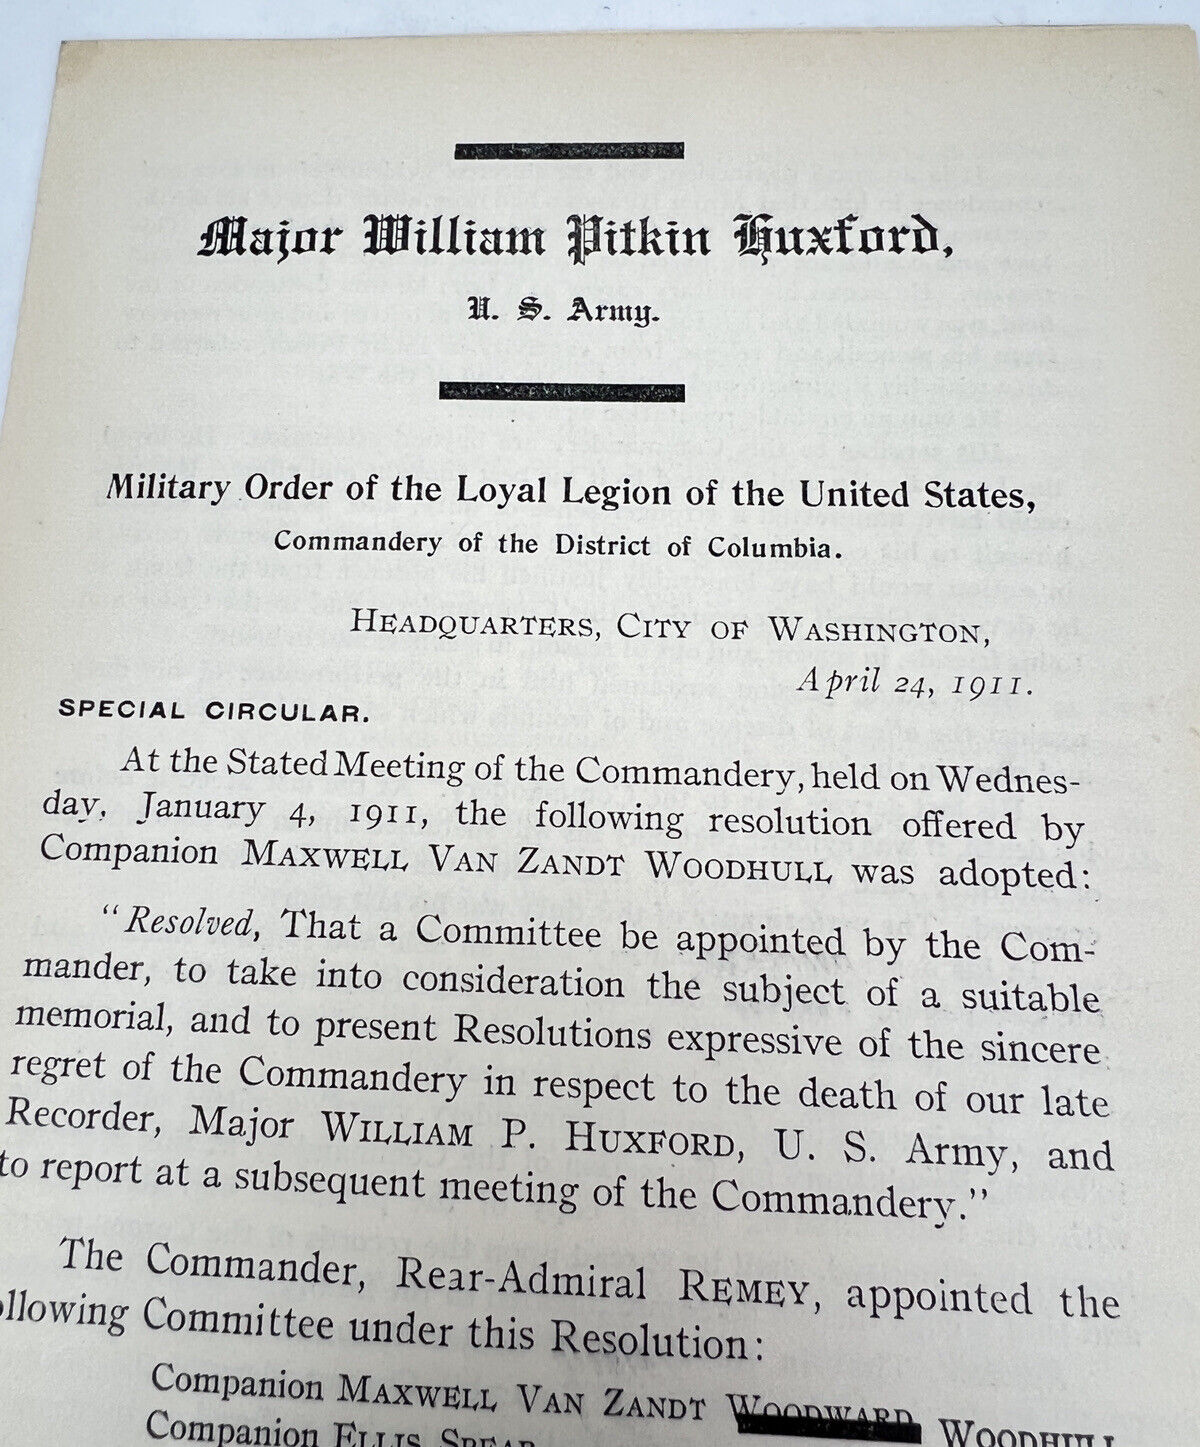 Major William Pitkin Huxford,
U. S. Army.
Military Order of the Loyal Legion of the United States,
Commandery of the District of Columbia.
HEADQUARTERS, CITY OF WASHINGTON,
April 24, 1911.
SPECIAL CIRCULAR.
At the Stated Meeting of the Commandery, held on Wednes-
day, January 4, 1911, the following resolution offered by
Companion MAXWELL VAN ZANDT WOODHULL was adopted:
"Resolved, That a Committee be appointed by the Com-
mander, to take into consideration the subject of a suitable
memorial, and to present Resolutions expressive of the sincere
regret of the Commandery in respect to the death of our late
Recorder, Major WILLIAM P. HUXFORD, U. S. Army, and
to report at a subsequent meeting of the Commandery."
The Commander, Rear-Admiral REMEY, appointed the
ollowing Committee under this Resolution:
Companion MAXWELL VAN ZANDT WOODWARD WOODHULL
Companion ELLIS SPEAR